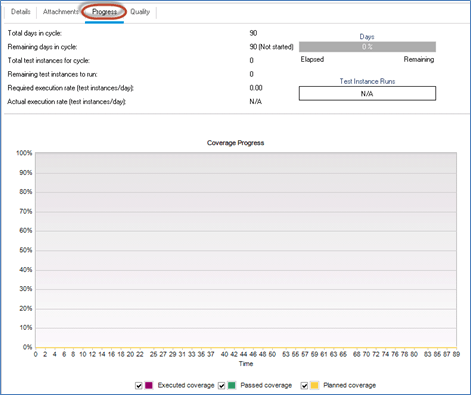 Details Attachments Progress Quality
Total days in cycle: 90
Remaining days in cycle: 90 (Not started)
Total test instances for cycle: 0
Remaining test instances to run: 0
Required execution rate (test instances/day): 0.00
Actual execution rate (test instances/day): N/A
Days
0 %
Elapsed Remaining
Test Instance Runs
N/A
Coverage Progress
100%
90%
80%
70%
60%
50%
40%
30%
20%
10%
0%
0 2 4 6 8 10 12 14 16 18 20 22 25 27 29 31 33 35 37 40 42 44 46 48 50 53 55 57 59 61 63 65 67 70 72 74 76 78 80 83 85 87 89
Time
Executed coverage Passed coverage Planned coverage